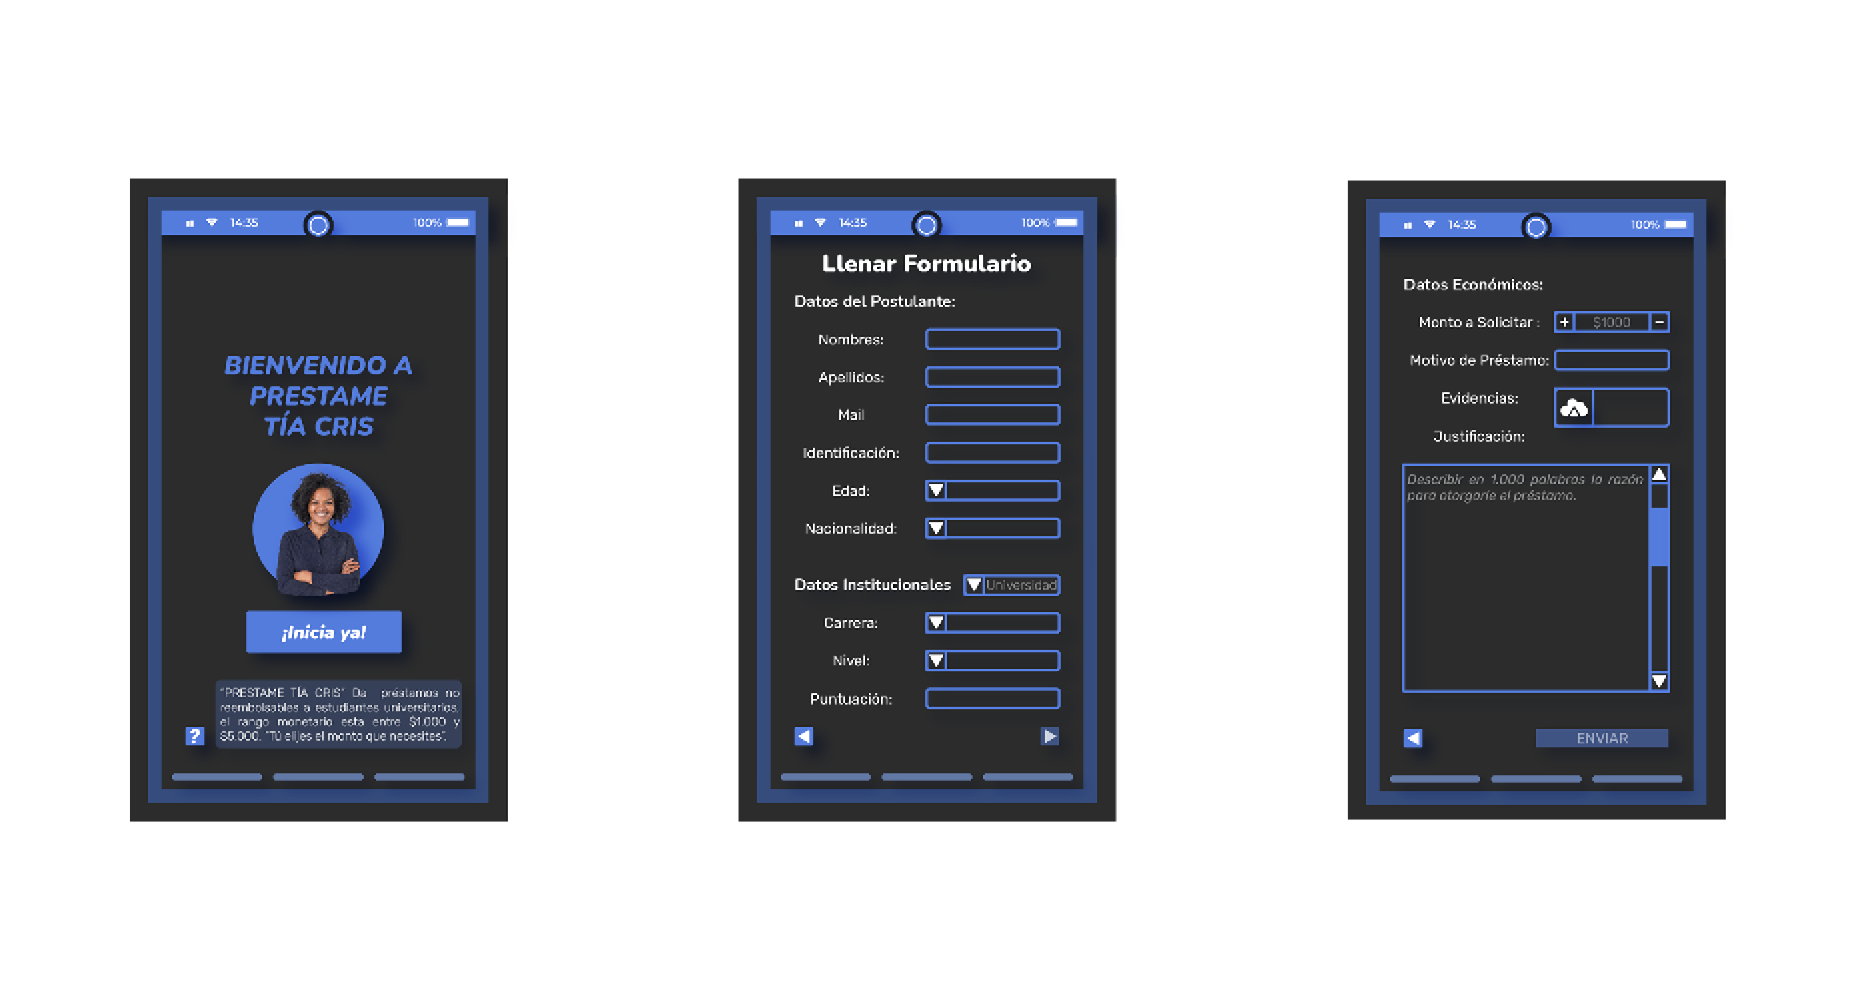 14:35
100%
BIENVENIDO A
PRESTAME
TÍA CRIS
¡Inicia ya!
"PRESTAME TÍA CRIS" Da préstamos no
reembolsables a estudiantes universitarios,
el rango monetario esta entre $1.000 y
$5.000. "Tú elijes el monto que necesites".
?
14:35
100%
Llenar Formulario
Datos del Postulante:
Nombres:
Apellidos:
Mail
Identificación:
Edad:
Nacionalidad:
Datos Institucionales
Universidad
Carrera:
Nivel:
Puntuación:
14:35
100%
Datos Económicos:
Monto a Solicitar :
+ $1000 −
Motivo de Préstamo:
Evidencias:
Justificación:
Describir en 1.000 palabras la razón
para otorgarle el préstamo.
ENVIAR